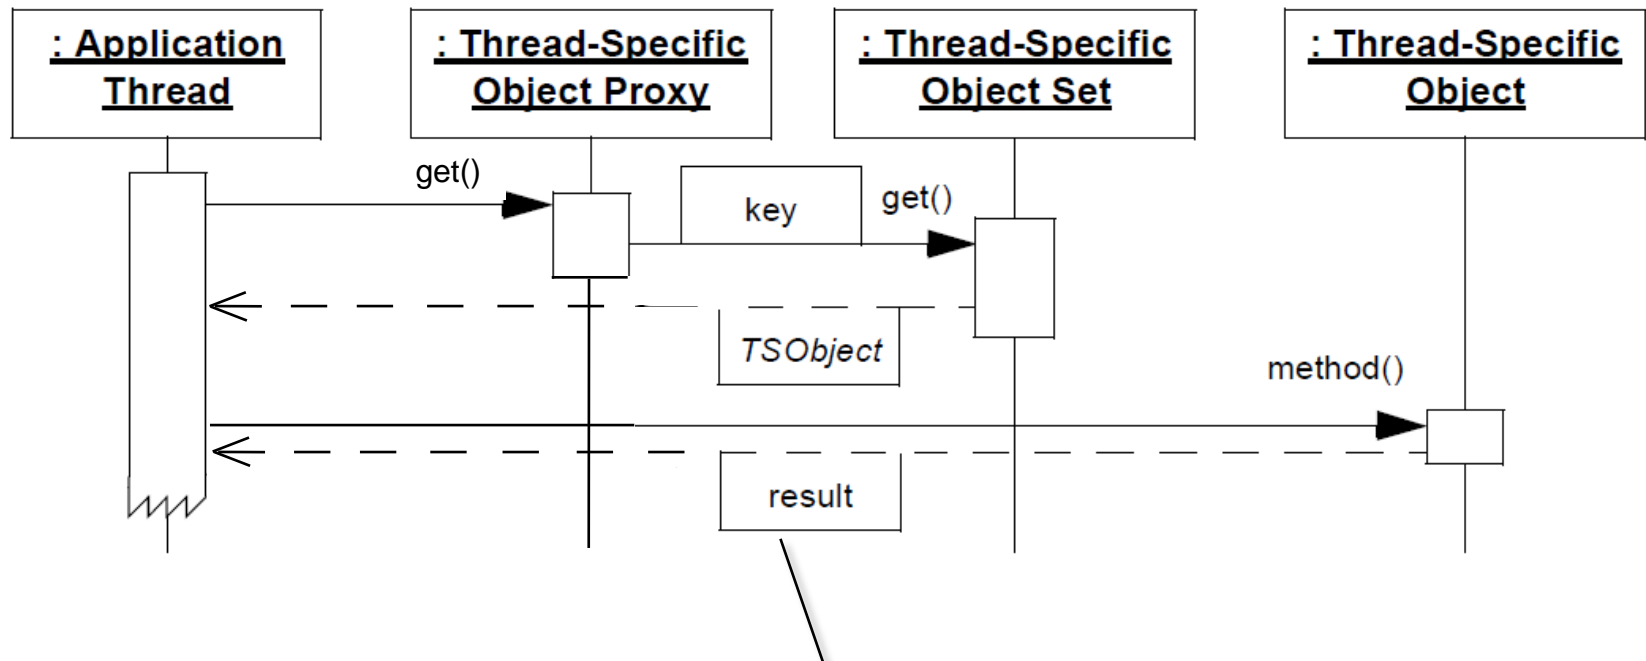 : Application
Thread
: Thread-Specific
Object Proxy
: Thread-Specific
Object Set
: Thread-Specific
Object
get()
key
get()
TSObject
method()
result